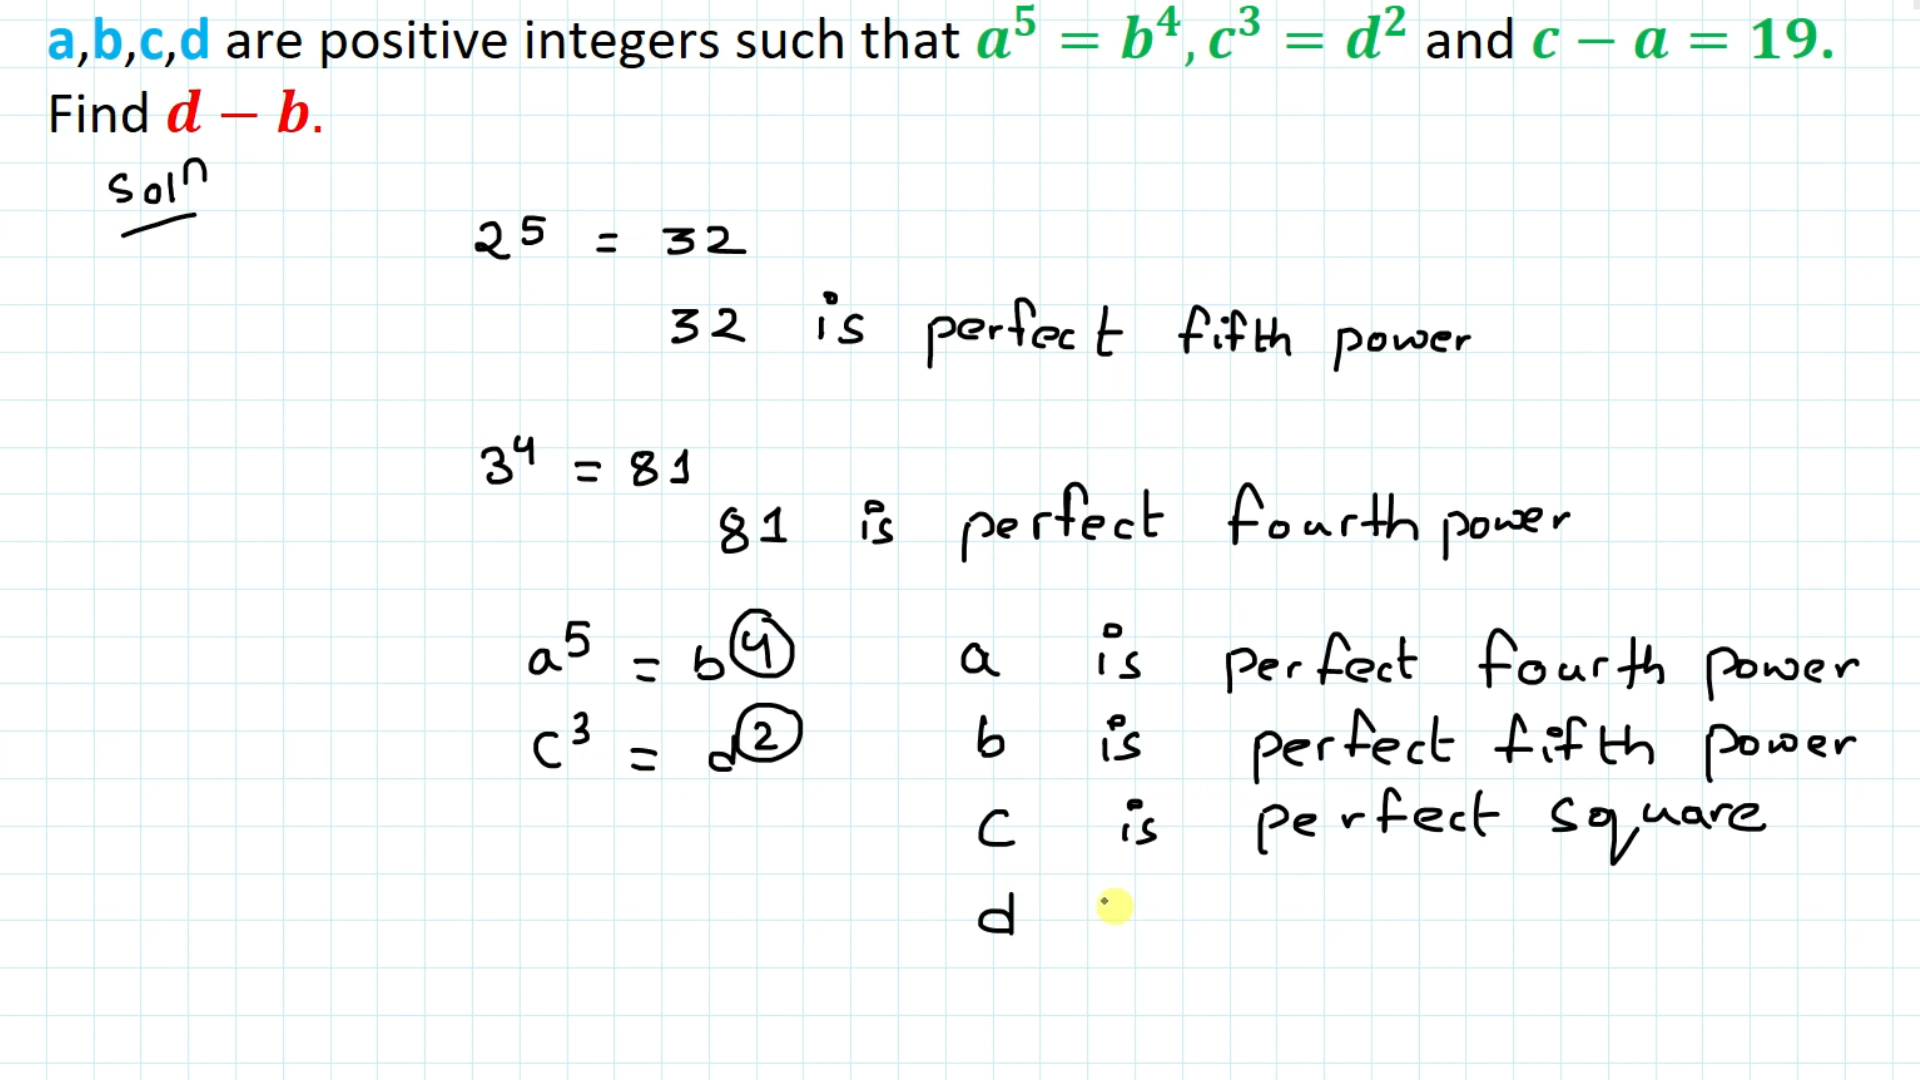 a,b,c,d are positive integers such that a⁵ = b⁴, c³ = d² and c − a = 19.
Find d − b.
Solⁿ
2⁵ = 32
32 is perfect fifth power
3⁴ = 81
81 is perfect fourth power
a⁵ = b⁴ a is perfect fourth power
c³ = d² b is perfect fifth power
c is perfect square
d